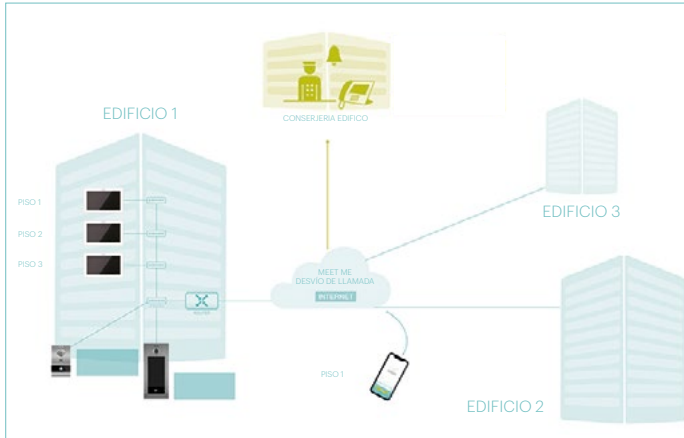 CONSERJERIA EDIFICO
EDIFICIO 1
PISO 1
PISO 2
PISO 3
ROUTER
MEET ME
DESVIO DE LLAMADA
INTERNET
EDIFICIO 3
PISO 1
EDIFICIO 2